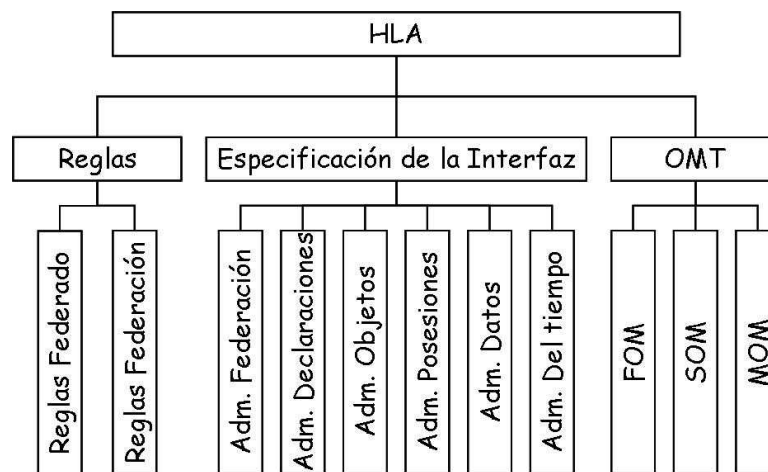 HLA
Reglas
Especificación de la Interfaz
OMT
Reglas Federado
Reglas Federación
Adm. Federación
Adm. Declaraciones
Adm. Objetos
Adm. Posesiones
Adm. Datos
Adm. Del tiempo
FOM
SOM
MOM